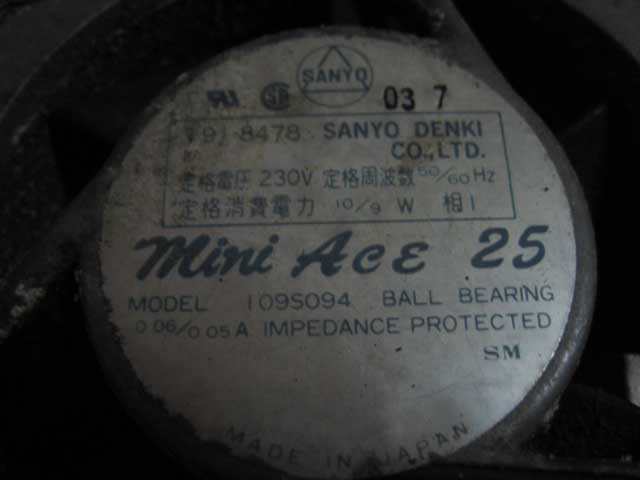 SANYO
03 7
8478 SANYO DENKI
CO.,LTD.
定格電圧 230V 定格周波数 50/60 Hz
定格消費電力 10/9 W 相1
Mini Ace 25
MODEL 109S094 BALL BEARING
0.06/0.05A IMPEDANCE PROTECTED
SM
MADE IN JAPAN